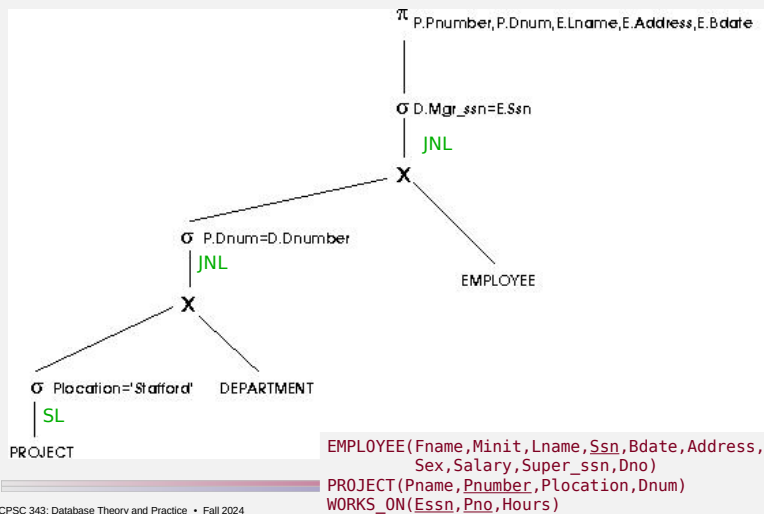 π P.Pnumber,P.Dnum,E.Lname,E.Address,E.Bdate
σ D.Mgr_ssn=E.Ssn
JNL
X
σ P.Dnum=D.Dnumber
JNL
EMPLOYEE
X
σ Plocation='Stafford'
DEPARTMENT
SL
PROJECT
EMPLOYEE(Fname,Minit,Lname,Ssn,Bdate,Address,
Sex,Salary,Super_ssn,Dno)
PROJECT(Pname,Pnumber,Plocation,Dnum)
WORKS_ON(Essn,Pno,Hours)
CPSC 343: Database Theory and Practice • Fall 2024